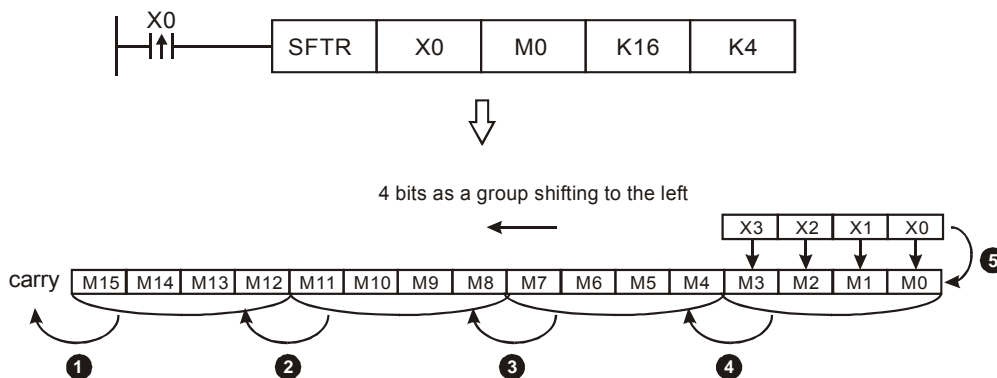 X0
SFTR X0 M0 K16 K4
4 bits as a group shifting to the left
X3 X2 X1 X0
5
carry M15 M14 M13 M12 M11 M10 M9 M8 M7 M6 M5 M4 M3 M2 M1 M0
1 2 3 4